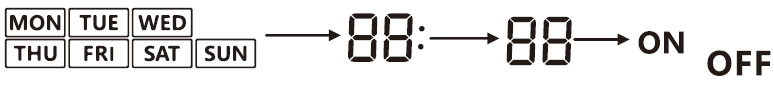 MON TUE WED
THU FRI SAT SUN
88: 88 ON
OFF